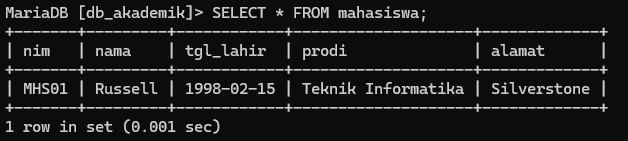 MariaDB [db_akademik]> SELECT * FROM mahasiswa;
+-------+---------+------------+--------------------+-------------+
| nim   | nama    | tgl_lahir  | prodi              | alamat      |
+-------+---------+------------+--------------------+-------------+
| MHS01 | Russell | 1998-02-15 | Teknik Informatika | Silverstone |
+-------+---------+------------+--------------------+-------------+
1 row in set (0.001 sec)